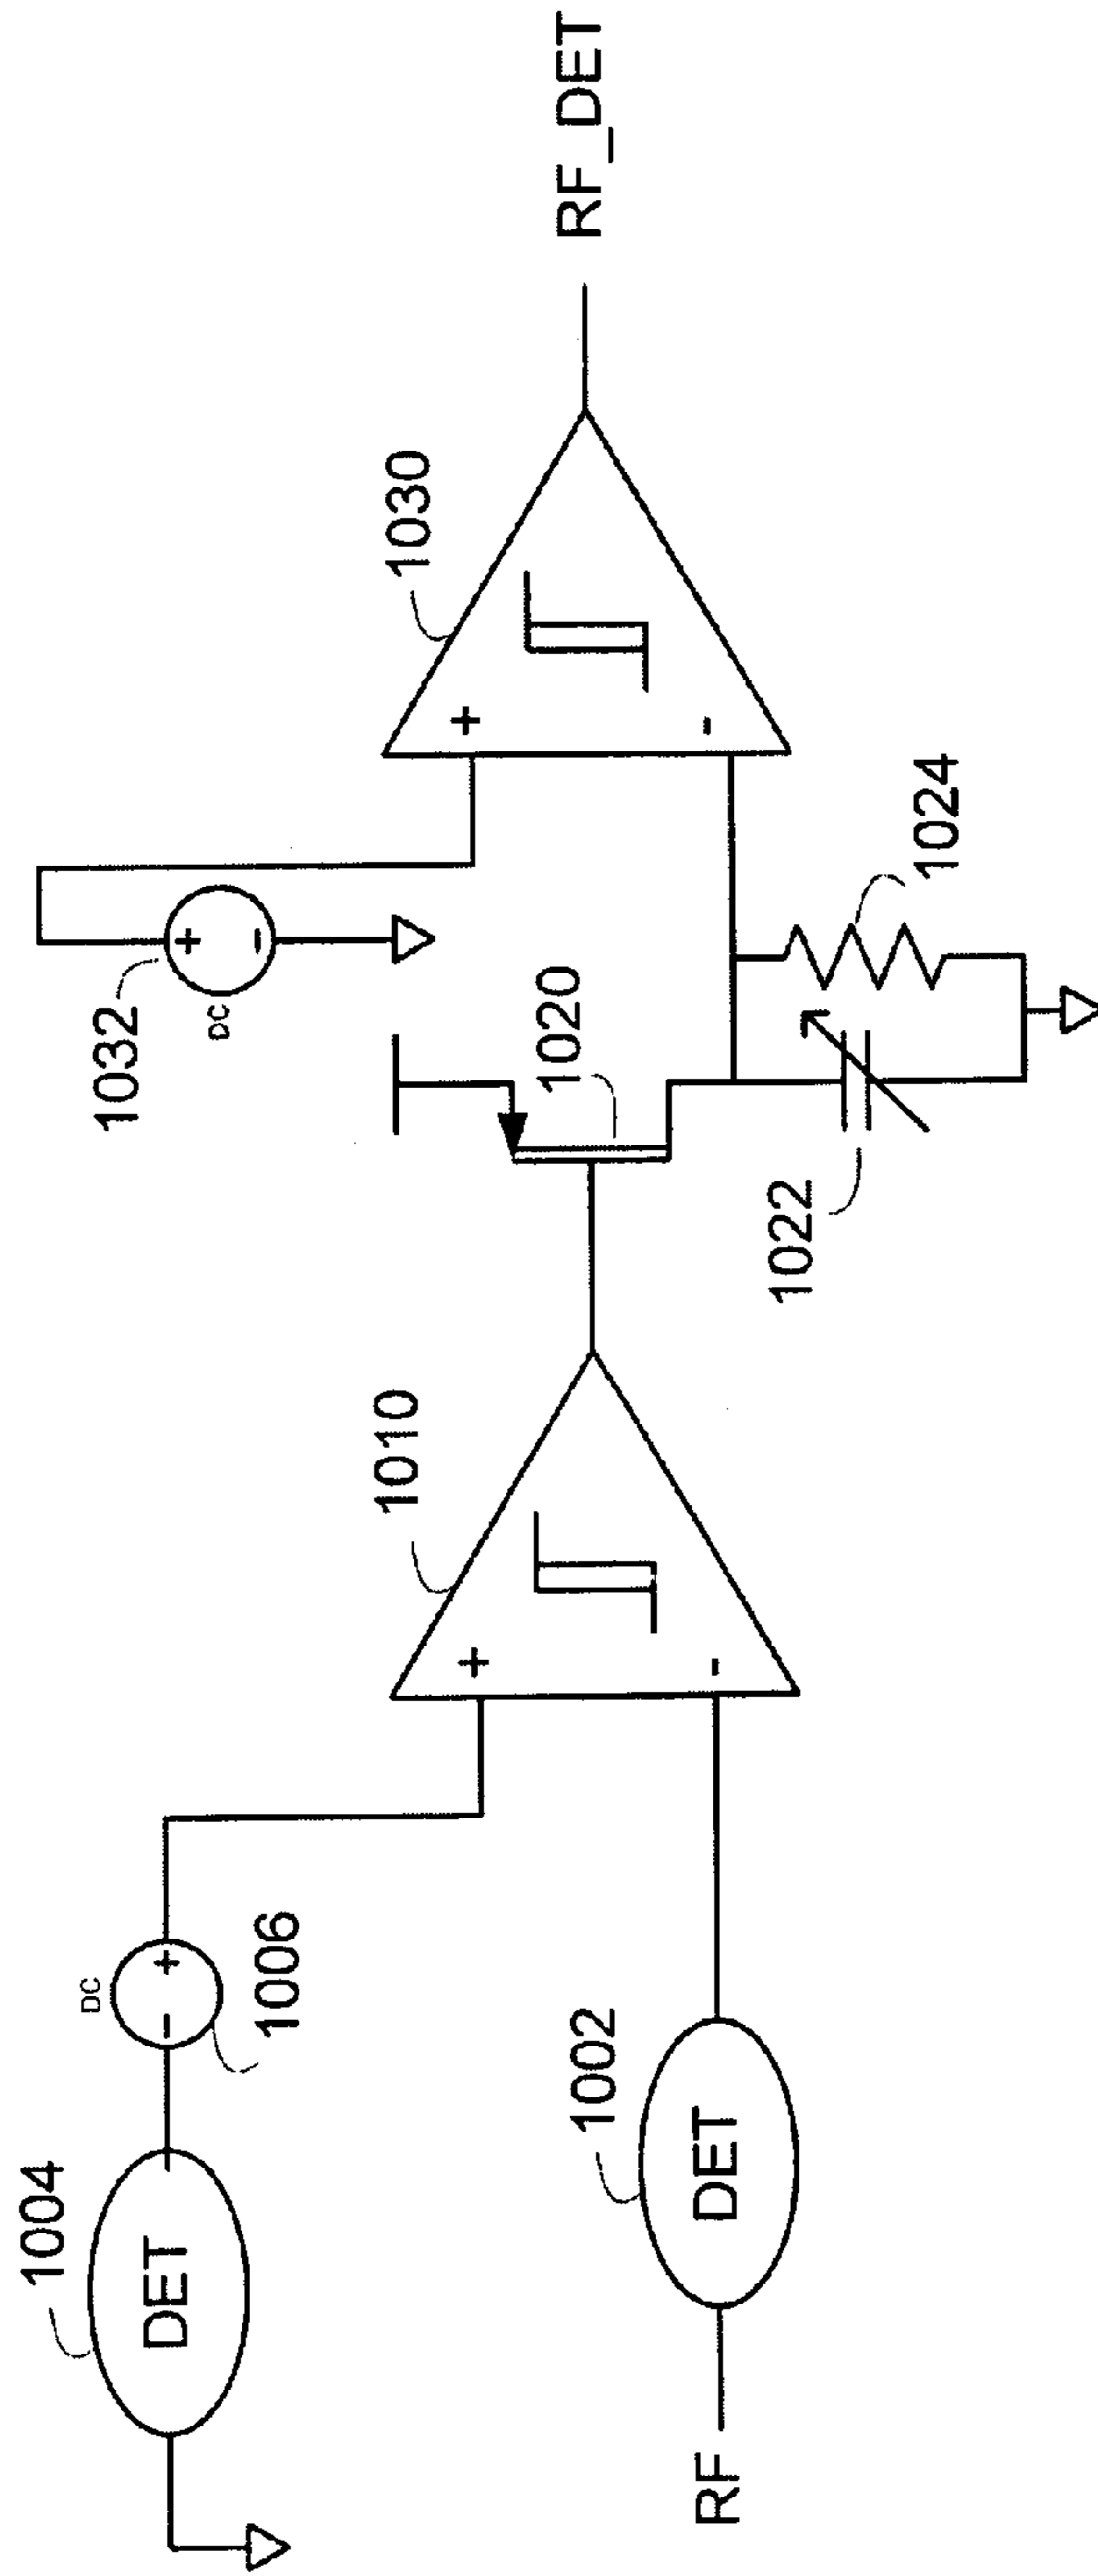 1004
DET
DC
- +
1006
RF
DET
1002
+
-
1010
1032
+
-
DC
1020
1022
1024
+
-
1030
RF_DET